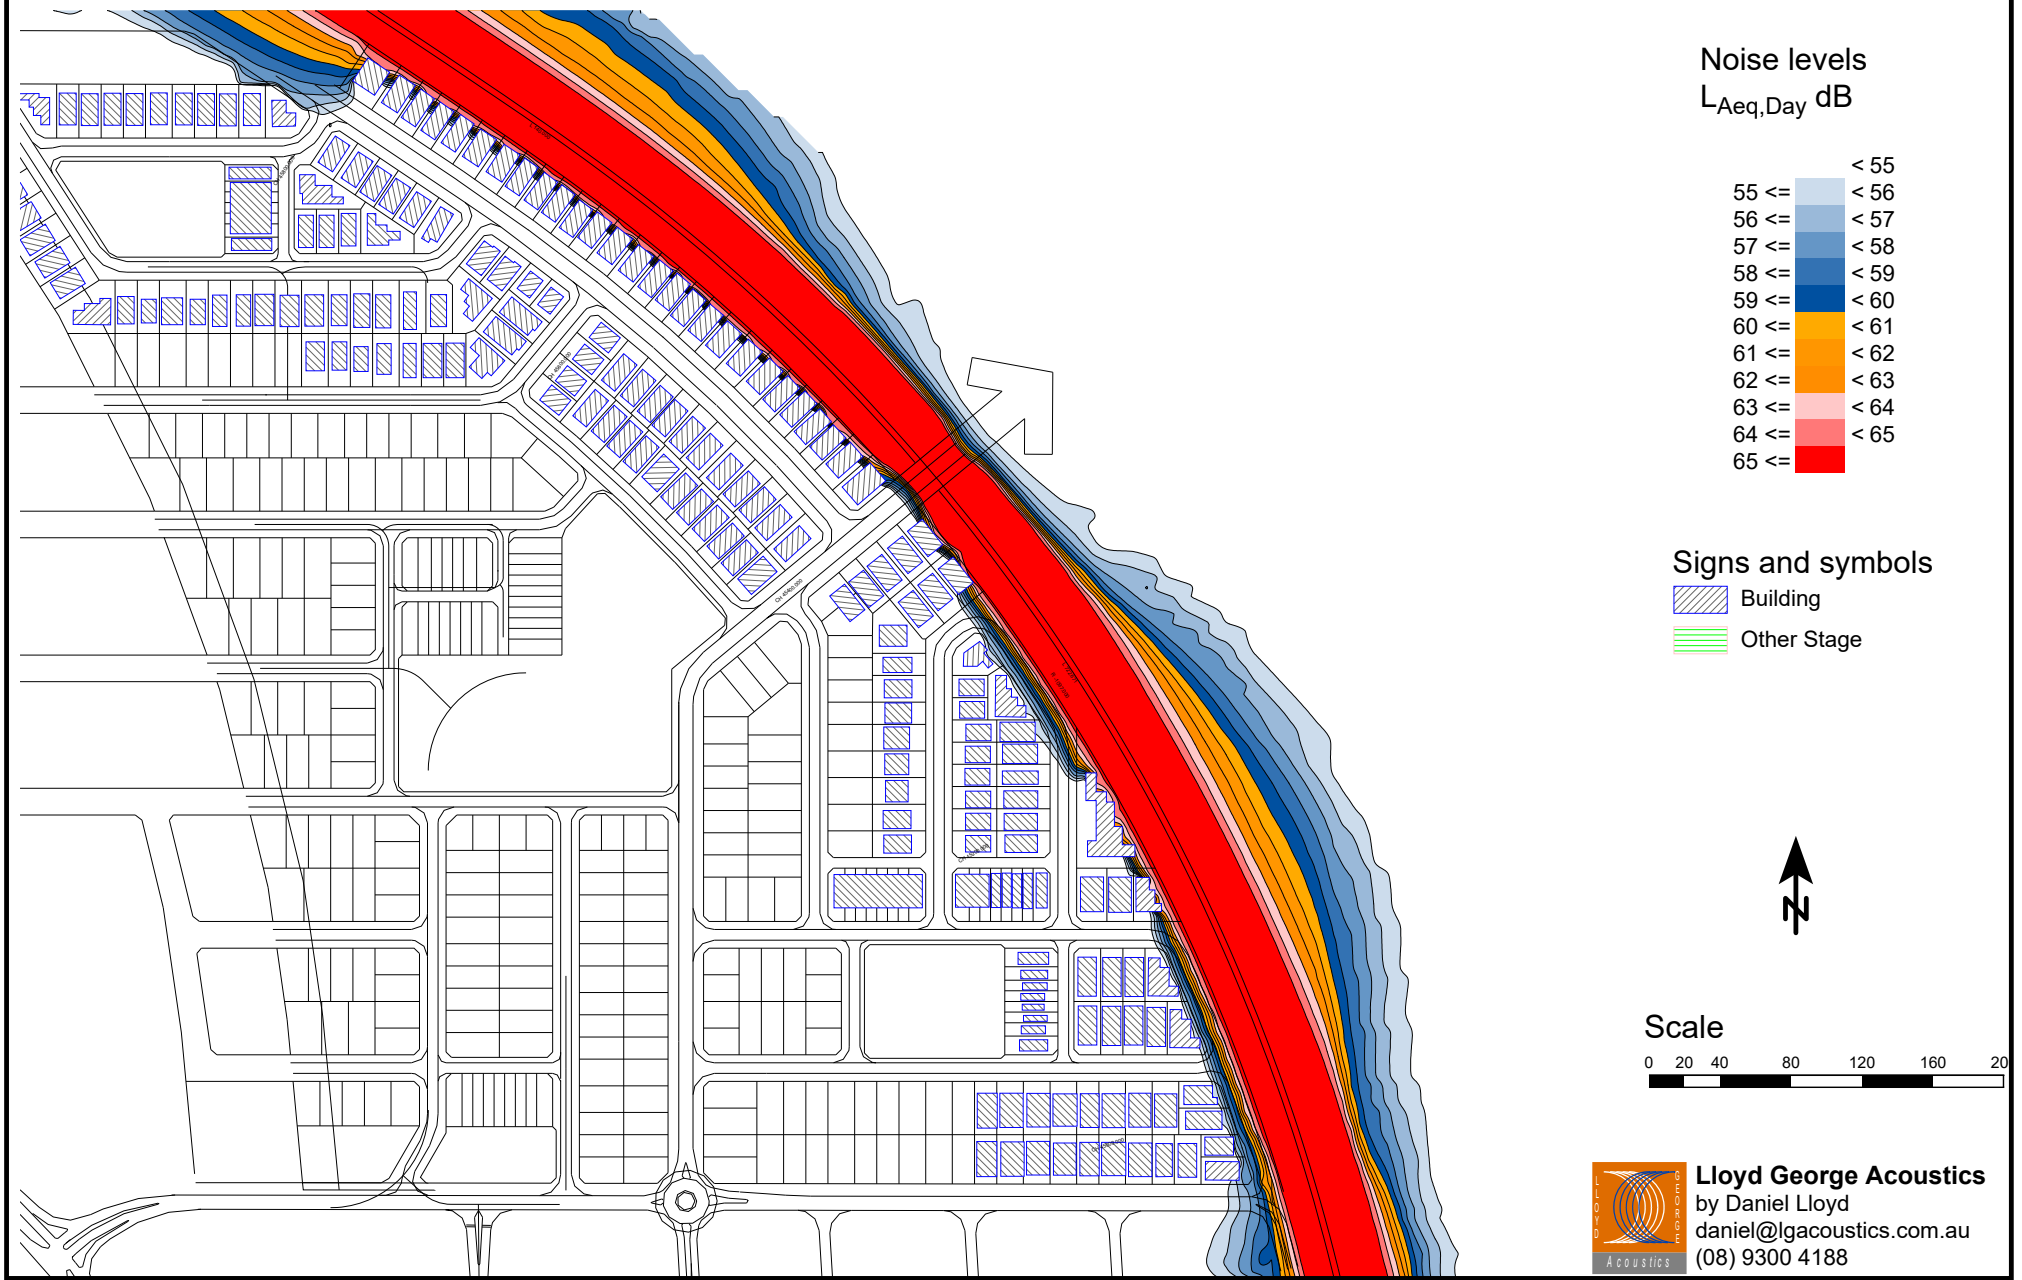 Noise levels
LAeq,Day dB
< 55
55 <= < 56
56 <= < 57
57 <= < 58
58 <= < 59
59 <= < 60
60 <= < 61
61 <= < 62
62 <= < 63
63 <= < 64
64 <= < 65
65 <=
Signs and symbols
Building
Other Stage
N
Scale
0 20 40 80 120 160 20
LLOYD
GEORGE
Acoustics
Lloyd George Acoustics
by Daniel Lloyd
daniel@lgacoustics.com.au
(08) 9300 4188